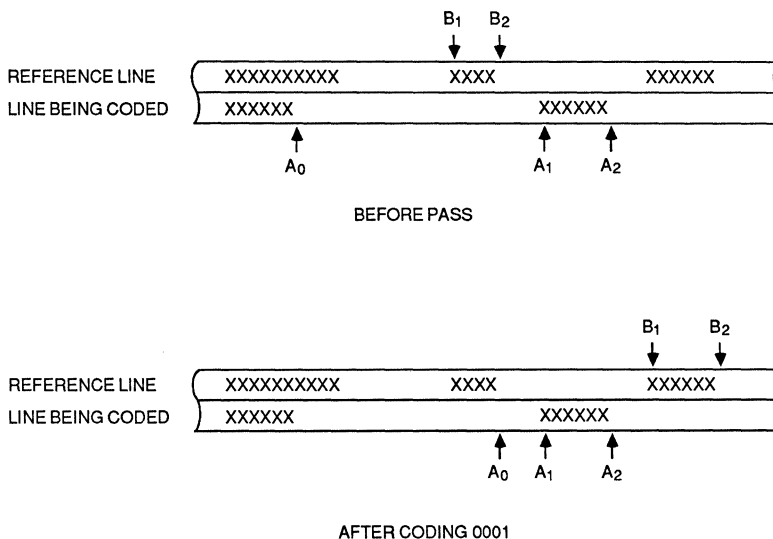 B1 B2
REFERENCE LINE XXXXXXXXXX XXXX XXXXXX
LINE BEING CODED XXXXXX XXXXXX
A0 A1 A2
BEFORE PASS
B1 B2
REFERENCE LINE XXXXXXXXXX XXXX XXXXXX
LINE BEING CODED XXXXXX XXXXXX
A0 A1 A2
AFTER CODING 0001